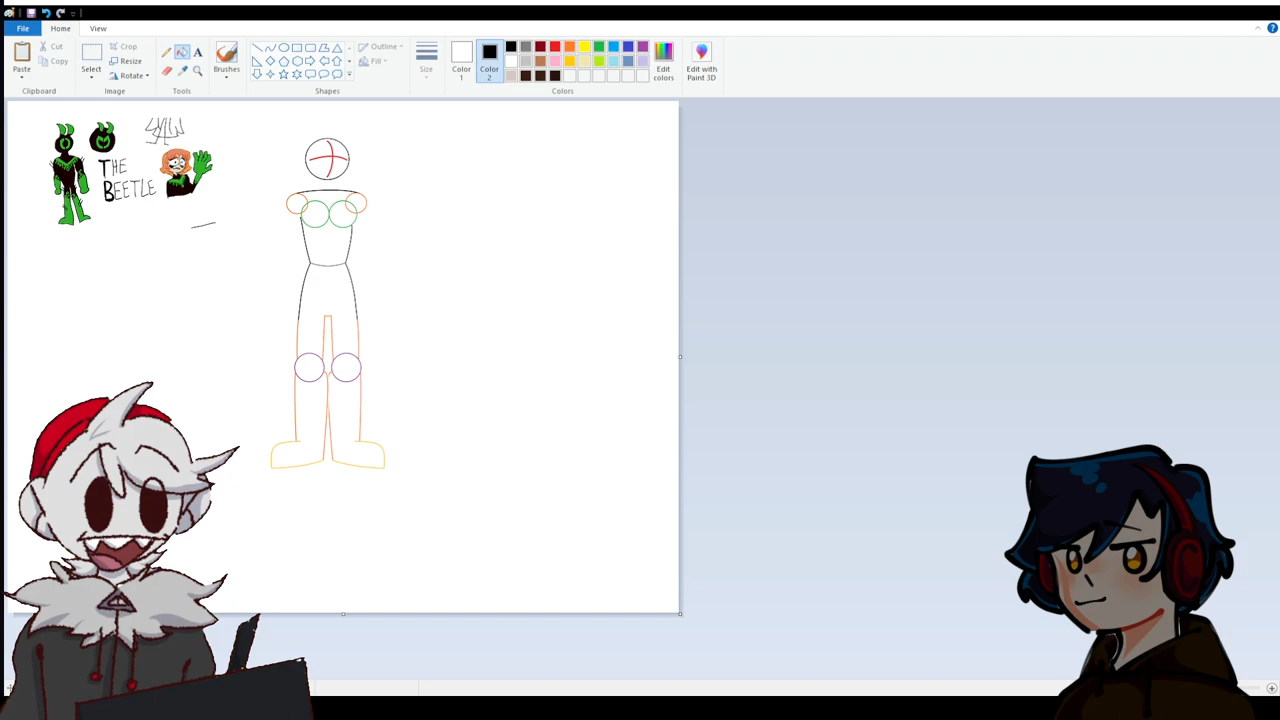 File Home View
Cut Crop Outline Color Color Edit Edit with
Paste Copy Select Resize Brushes Fill Size 1 2 colors Paint 3D
Rotate A
Clipboard Image Tools Shapes Colors
THE
BEETLE